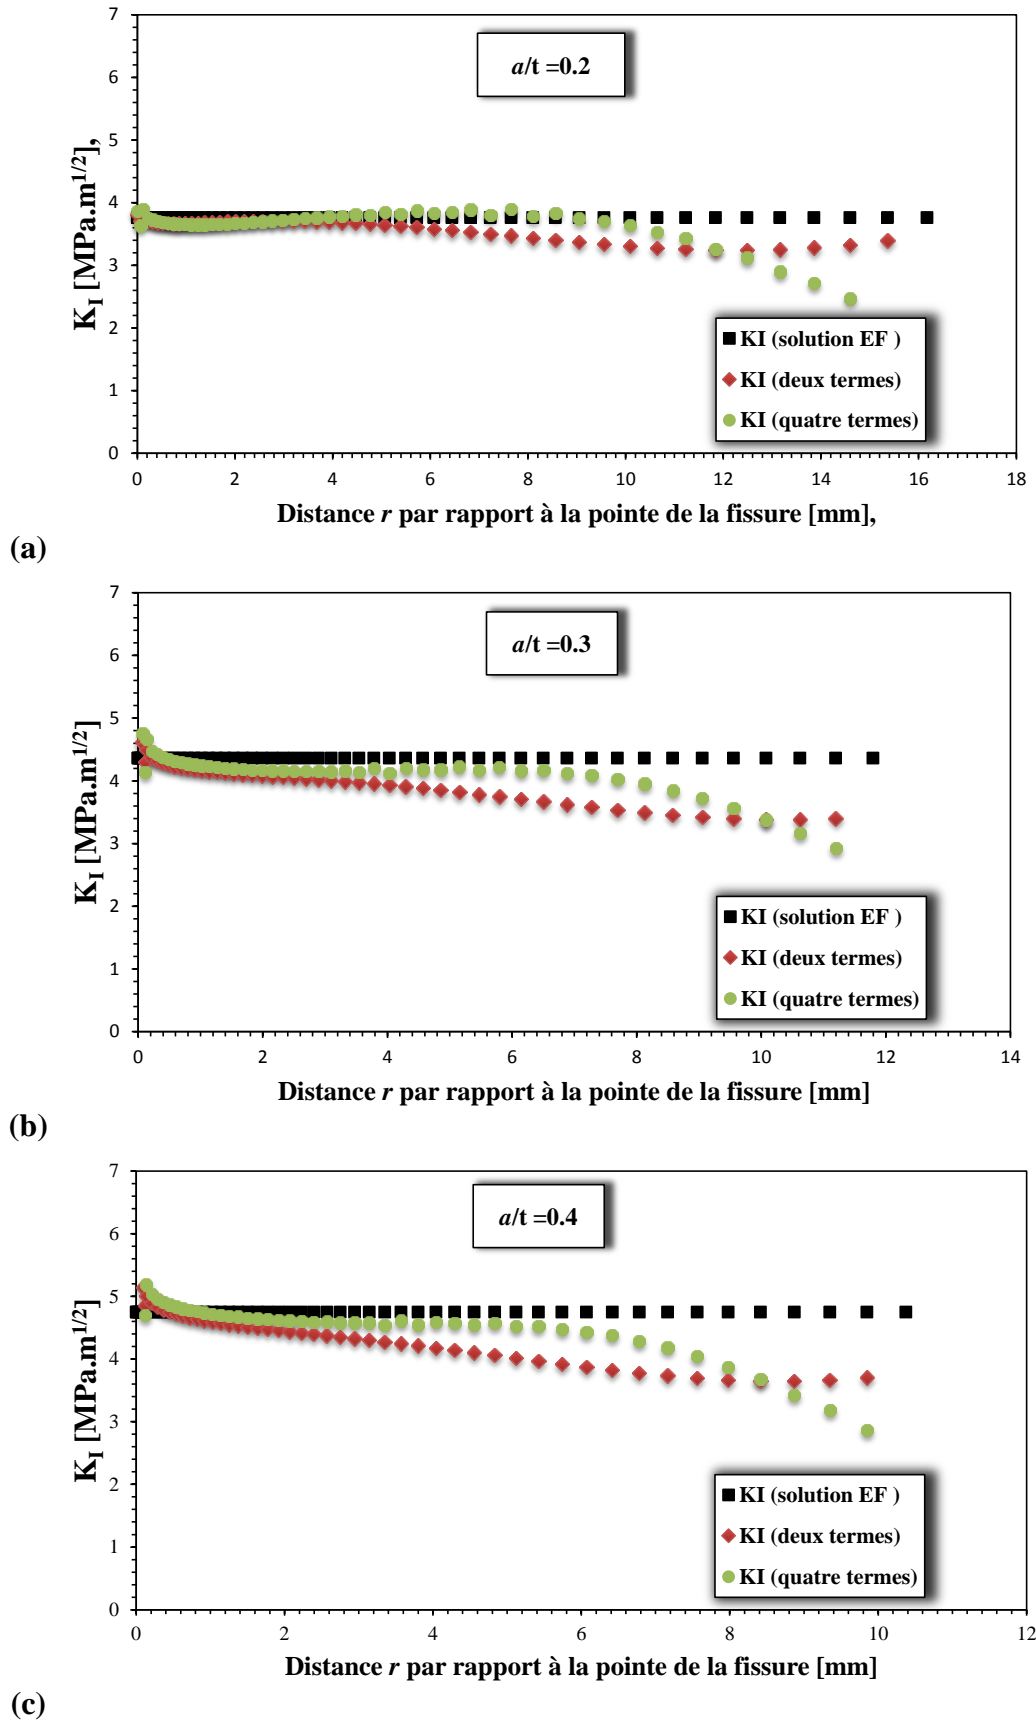 7
a/t =0.2
6
5
4
3
2
1
0
K_I [MPa.m^1/2],
KI (solution EF )
KI (deux termes)
KI (quatre termes)
0 2 4 6 8 10 12 14 16 18
Distance r par rapport à la pointe de la fissure [mm],
(a)
7
a/t =0.3
6
5
4
3
2
1
0
K_I [MPa.m^1/2]
KI (solution EF )
KI (deux termes)
KI (quatre termes)
0 2 4 6 8 10 12 14
Distance r par rapport à la pointe de la fissure [mm]
(b)
7
a/t =0.4
6
5
4
3
2
1
0
K_I [MPa.m^1/2]
KI (solution EF )
KI (deux termes)
KI (quatre termes)
0 2 4 6 8 10 12
Distance r par rapport à la pointe de la fissure [mm]
(c)